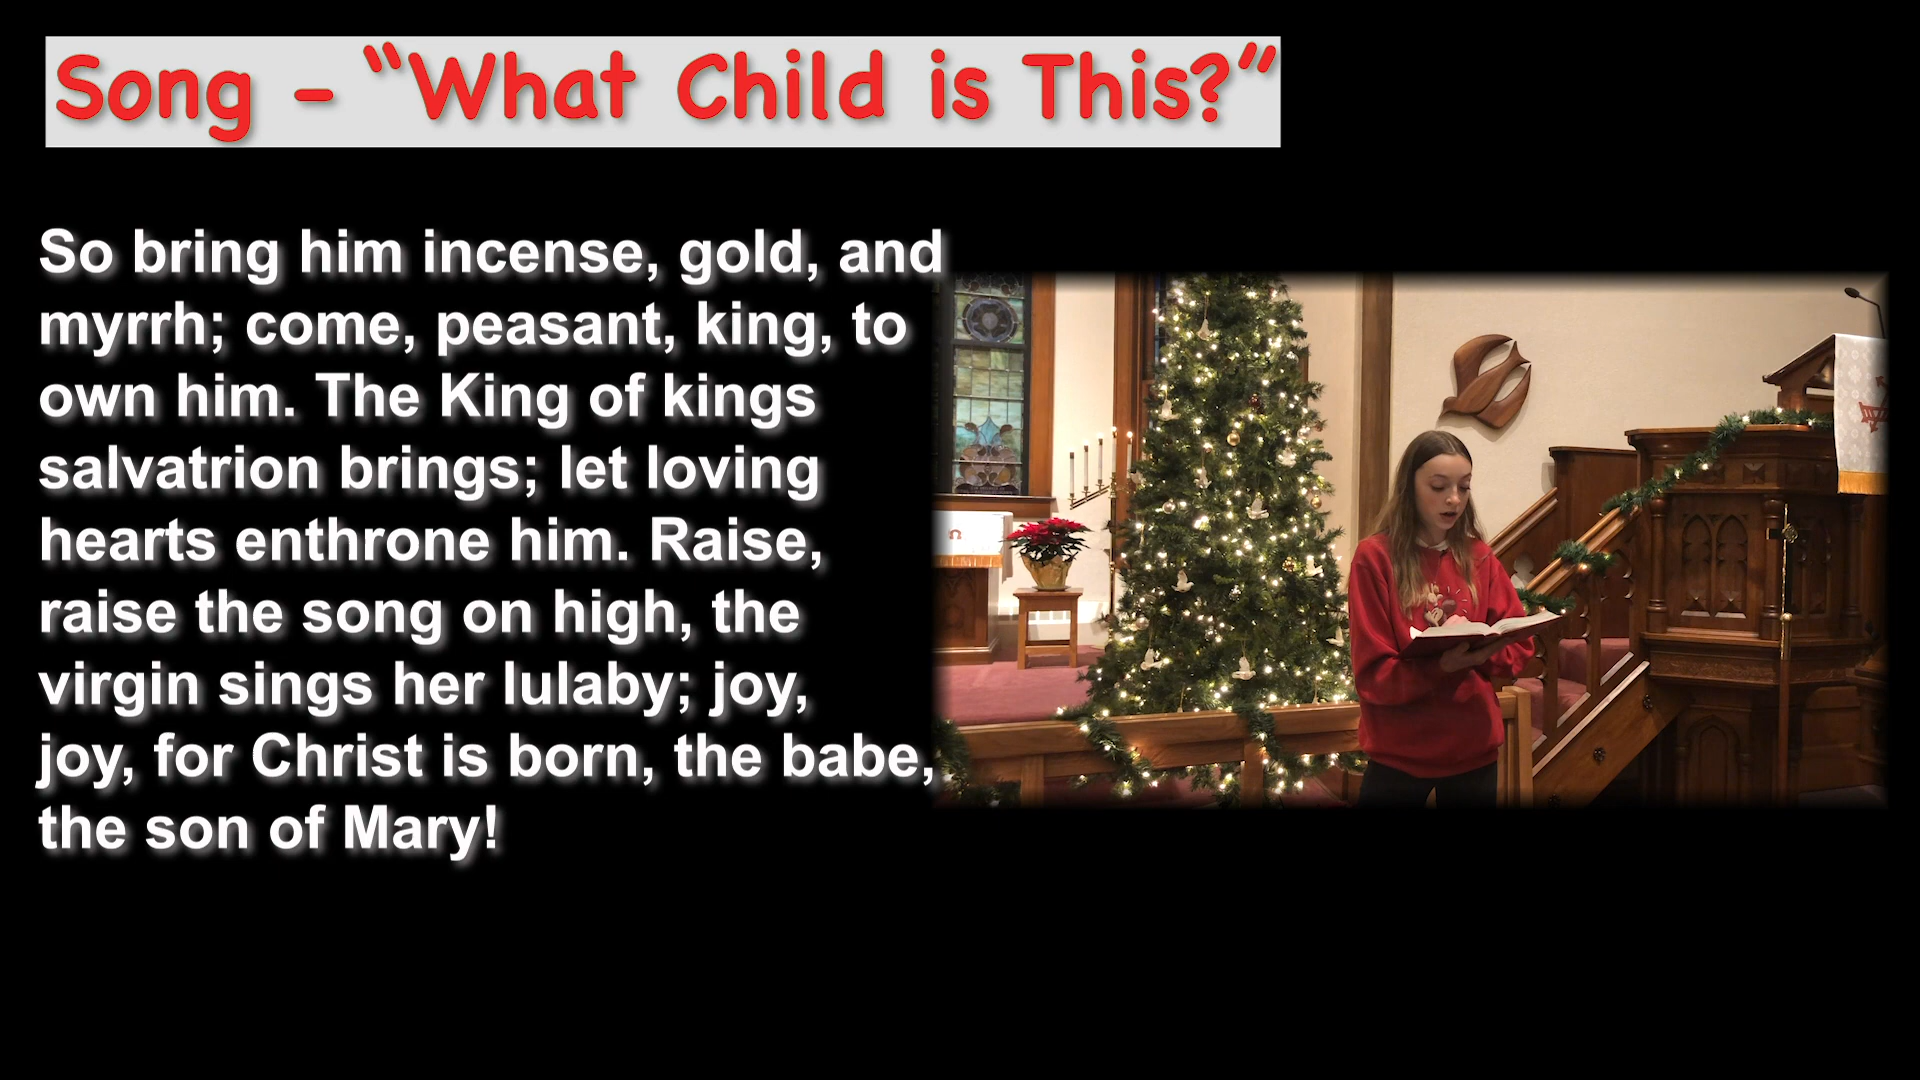 Song - “What Child is This?”
So bring him incense, gold, and
myrrh; come, peasant, king, to
own him. The King of kings
salvatrion brings; let loving
hearts enthrone him. Raise,
raise the song on high, the
virgin sings her lulaby; joy,
joy, for Christ is born, the babe,
the son of Mary!